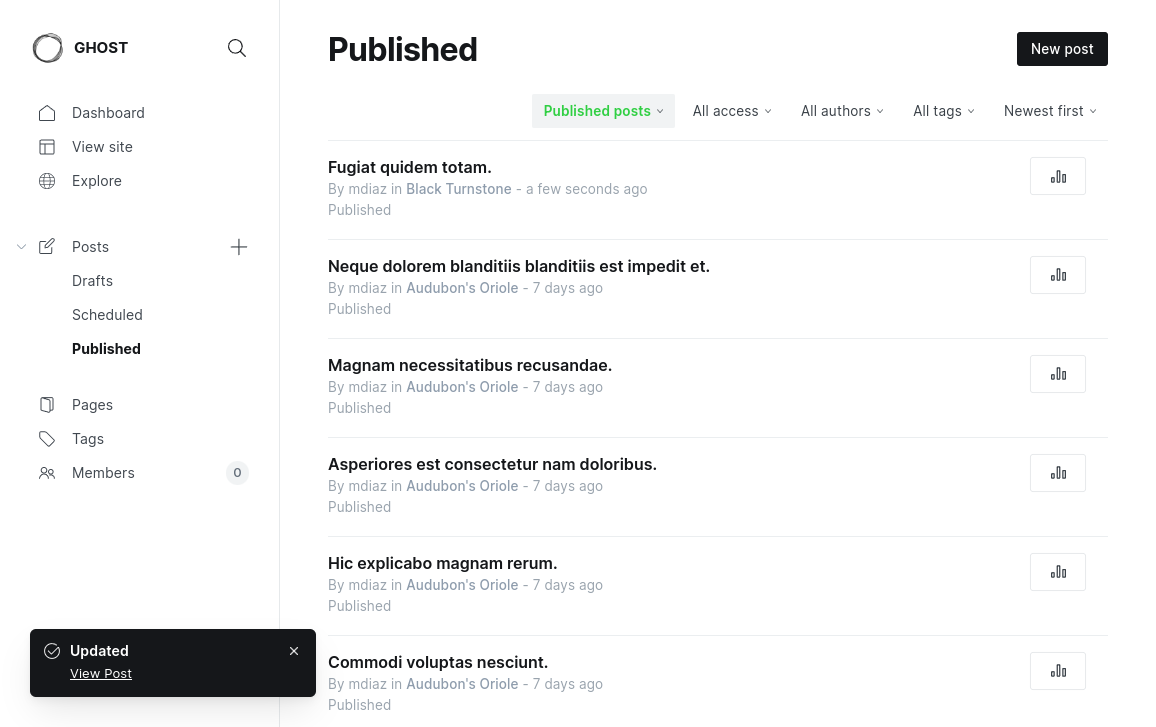 GHOST
Dashboard
View site
Explore
Posts
Drafts
Scheduled
Published
Pages
Tags
Members 0
Updated
View Post
Published
New post
Published posts All access All authors All tags Newest first
Fugiat quidem totam.
By mdiaz in Black Turnstone - a few seconds ago
Published
Neque dolorem blanditiis blanditiis est impedit et.
By mdiaz in Audubon's Oriole - 7 days ago
Published
Magnam necessitatibus recusandae.
By mdiaz in Audubon's Oriole - 7 days ago
Published
Asperiores est consectetur nam doloribus.
By mdiaz in Audubon's Oriole - 7 days ago
Published
Hic explicabo magnam rerum.
By mdiaz in Audubon's Oriole - 7 days ago
Published
Commodi voluptas nesciunt.
By mdiaz in Audubon's Oriole - 7 days ago
Published